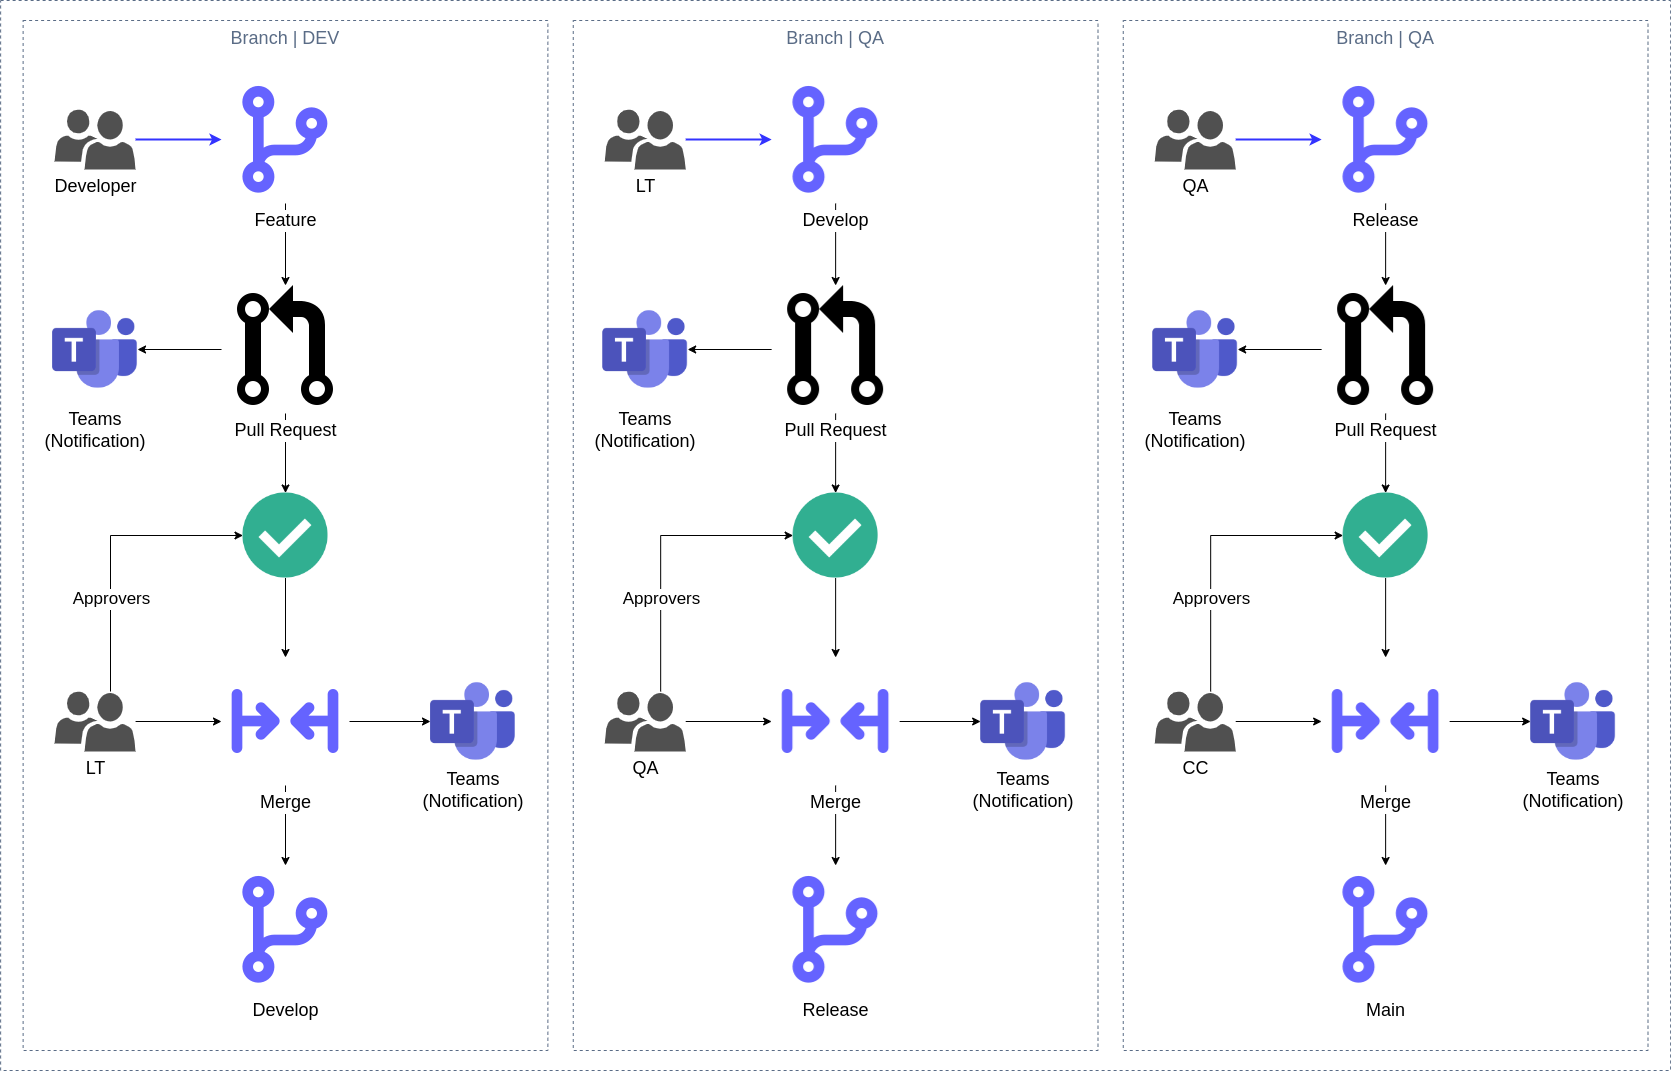 Branch | DEV
Developer
Feature
T
Teams
(Notification)
Pull Request
Approvers
LT
T
Merge
Teams
(Notification)
Develop
Branch | QA
LT
Develop
T
Teams
(Notification)
Pull Request
Approvers
QA
T
Merge
Teams
(Notification)
Release
Branch | QA
QA
Release
T
Teams
(Notification)
Pull Request
Approvers
CC
T
Merge
Teams
(Notification)
Main